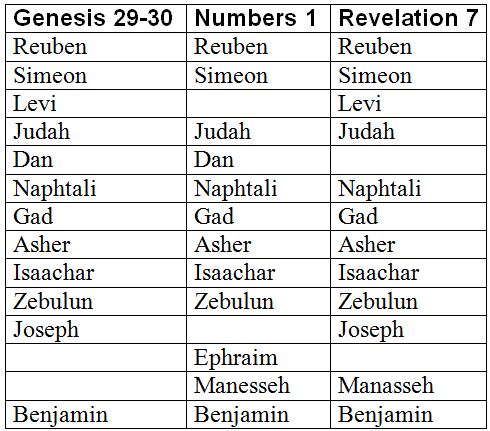 Genesis 29-30 Numbers 1 Revelation 7
Reuben Reuben Reuben
Simeon Simeon Simeon
Levi Levi
Judah Judah Judah
Dan Dan
Naphtali Naphtali Naphtali
Gad Gad Gad
Asher Asher Asher
Isaachar Isaachar Isaachar
Zebulun Zebulun Zebulun
Joseph Joseph
Ephraim
Manesseh Manasseh
Benjamin Benjamin Benjamin